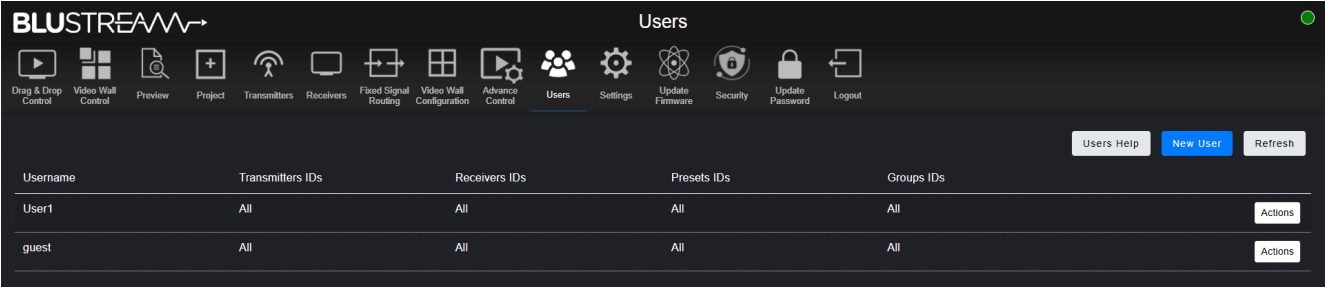 BLUSTREAM
Users
Drag & Drop Control
Video Wall Control
Preview
Project
Transmitters
Receivers
Fixed Signal Routing
Video Wall Configuration
Advance Control
Users
Settings
Update Firmware
Security
Update Password
Logout
Users Help New User Refresh
Username Transmitters IDs Receivers IDs Presets IDs Groups IDs
User1 All All All All Actions
guest All All All All Actions